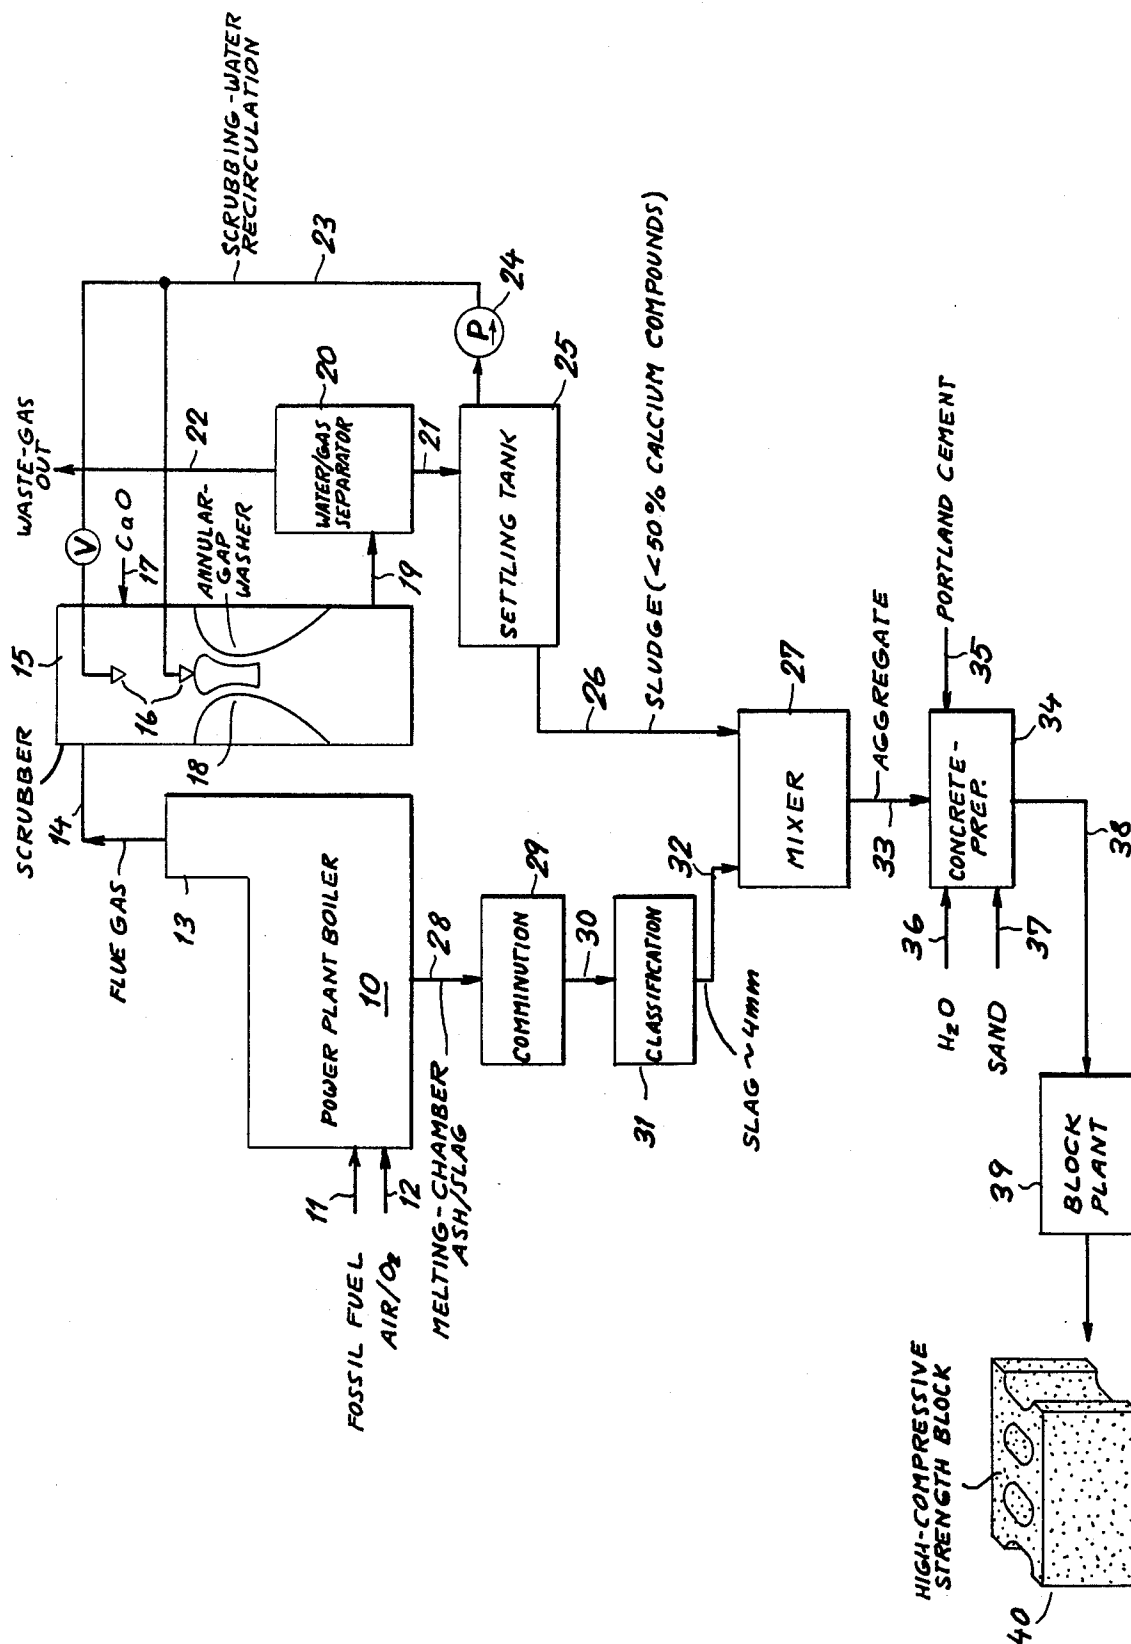 WASTE-GAS
OUT
22
V
CaO
17
ANNULAR-
GAP
WASHER
SCRUBBER
15
16
18
14
FLUE GAS
13
POWER PLANT BOILER
10
FOSSIL FUEL
11
AIR/O2
12
19
20
WATER/GAS
SEPARATOR
21
SCRUBBING-WATER
RECIRCULATION
23
P
24
SETTLING TANK
25
26
SLUDGE (<50% CALCIUM COMPOUNDS)
MELTING-CHAMBER
ASH/SLAG
28
COMMINUTION
29
30
CLASSIFICATION
31
SLAG ~4mm
32
MIXER
27
33
AGGREGATE
CONCRETE-
PREP.
34
PORTLAND CEMENT
35
H2O
36
SAND
37
38
BLOCK
PLANT
39
HIGH-COMPRESSIVE
STRENGTH BLOCK
40